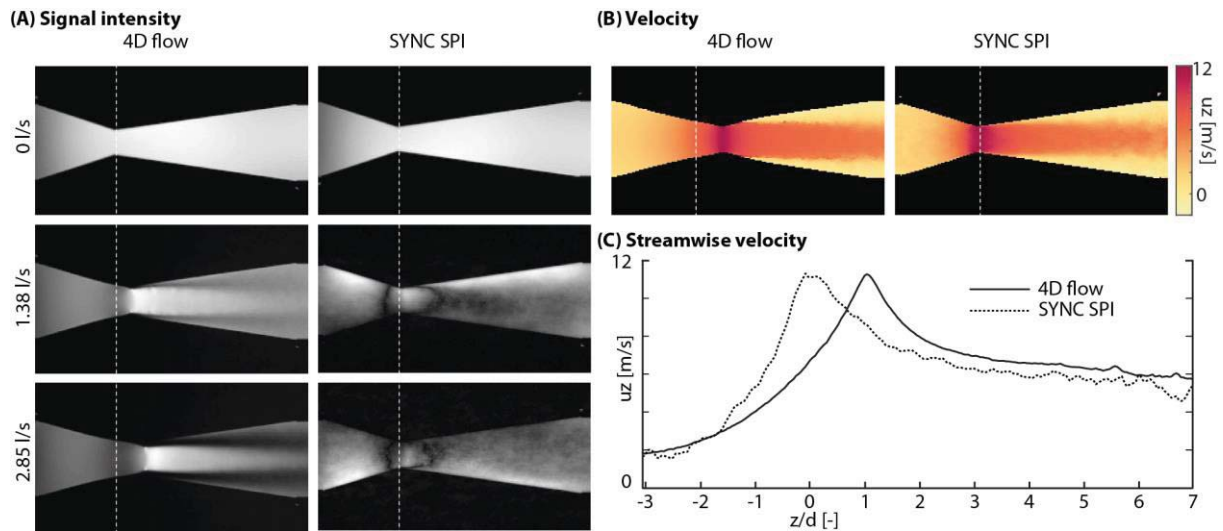 (A) Signal intensity
4D flow SYNC SPI
0 l/s
1.38 l/s
2.85 l/s
(B) Velocity
4D flow SYNC SPI
12
uz [m/s]
0
(C) Streamwise velocity
12
uz [m/s]
0
4D flow
SYNC SPI
-3 -2 -1 0 1 2 3 4 5 6 7
z/d [-]